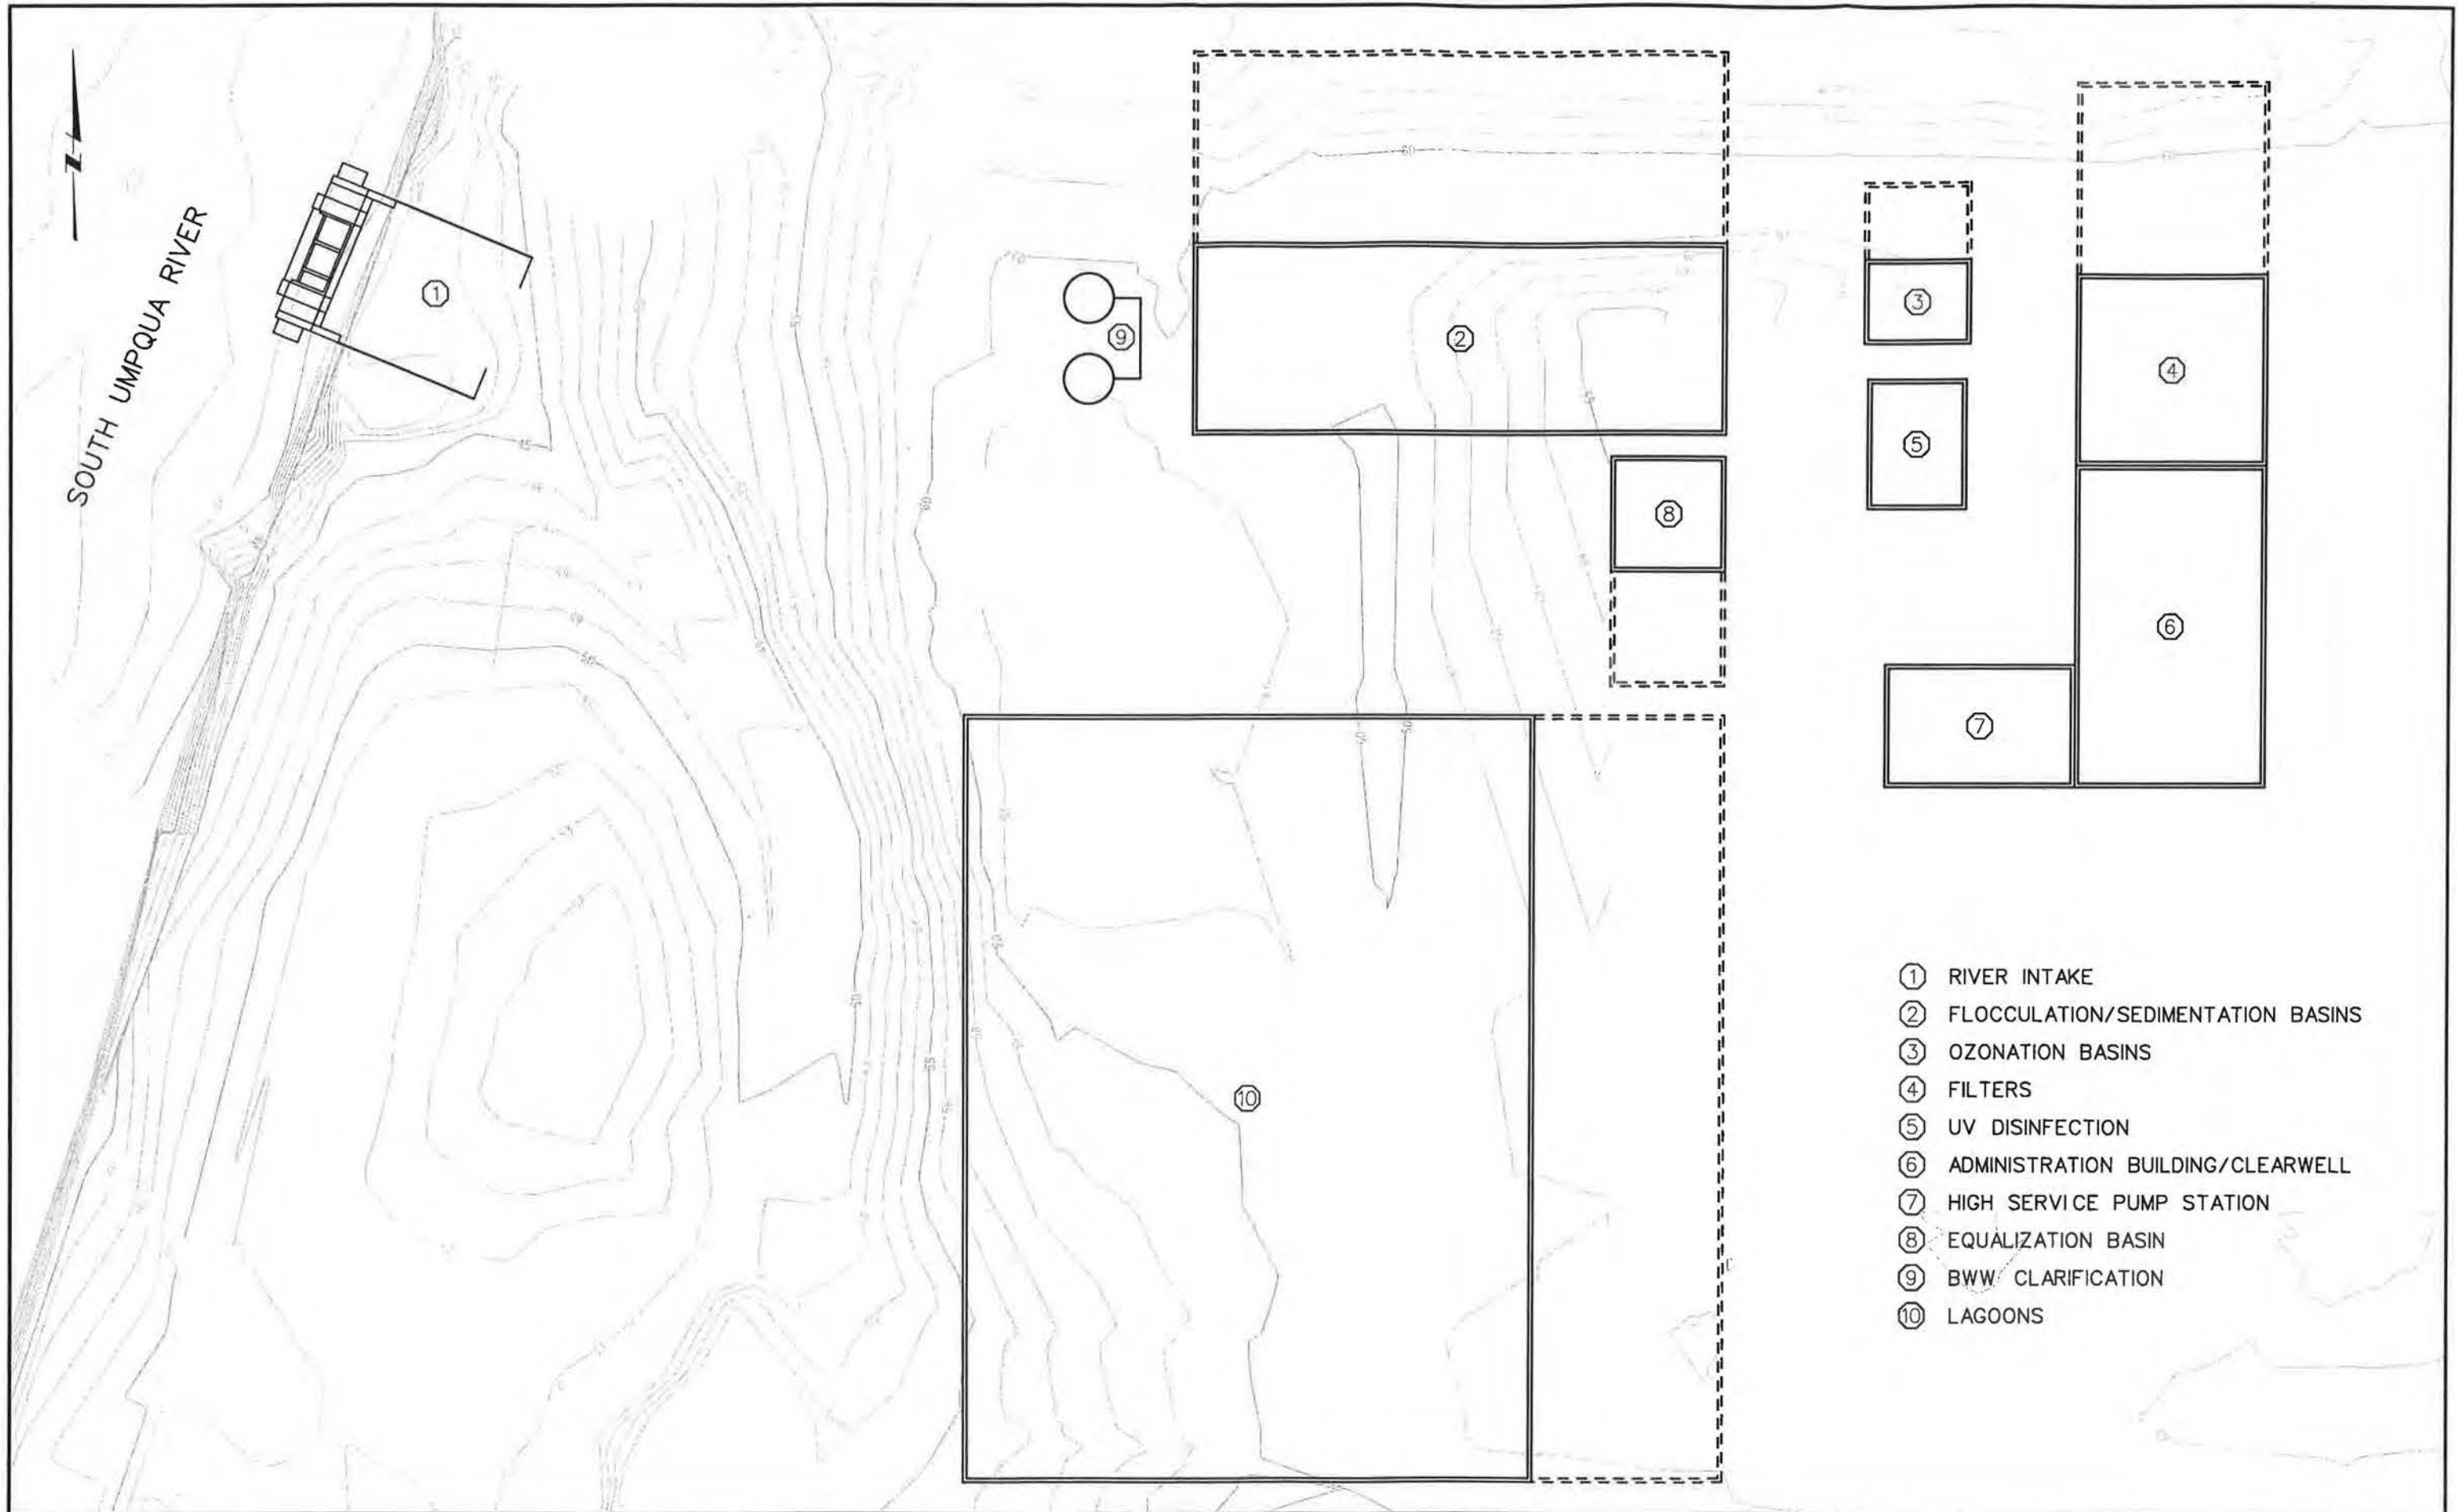 SOUTH UMPQUA RIVER
1
2
3
4
5
6
7
8
9
10
1 RIVER INTAKE
2 FLOCCULATION/SEDIMENTATION BASINS
3 OZONATION BASINS
4 FILTERS
5 UV DISINFECTION
6 ADMINISTRATION BUILDING/CLEARWELL
7 HIGH SERVICE PUMP STATION
8 EQUALIZATION BASIN
9 BWW CLARIFICATION
10 LAGOONS